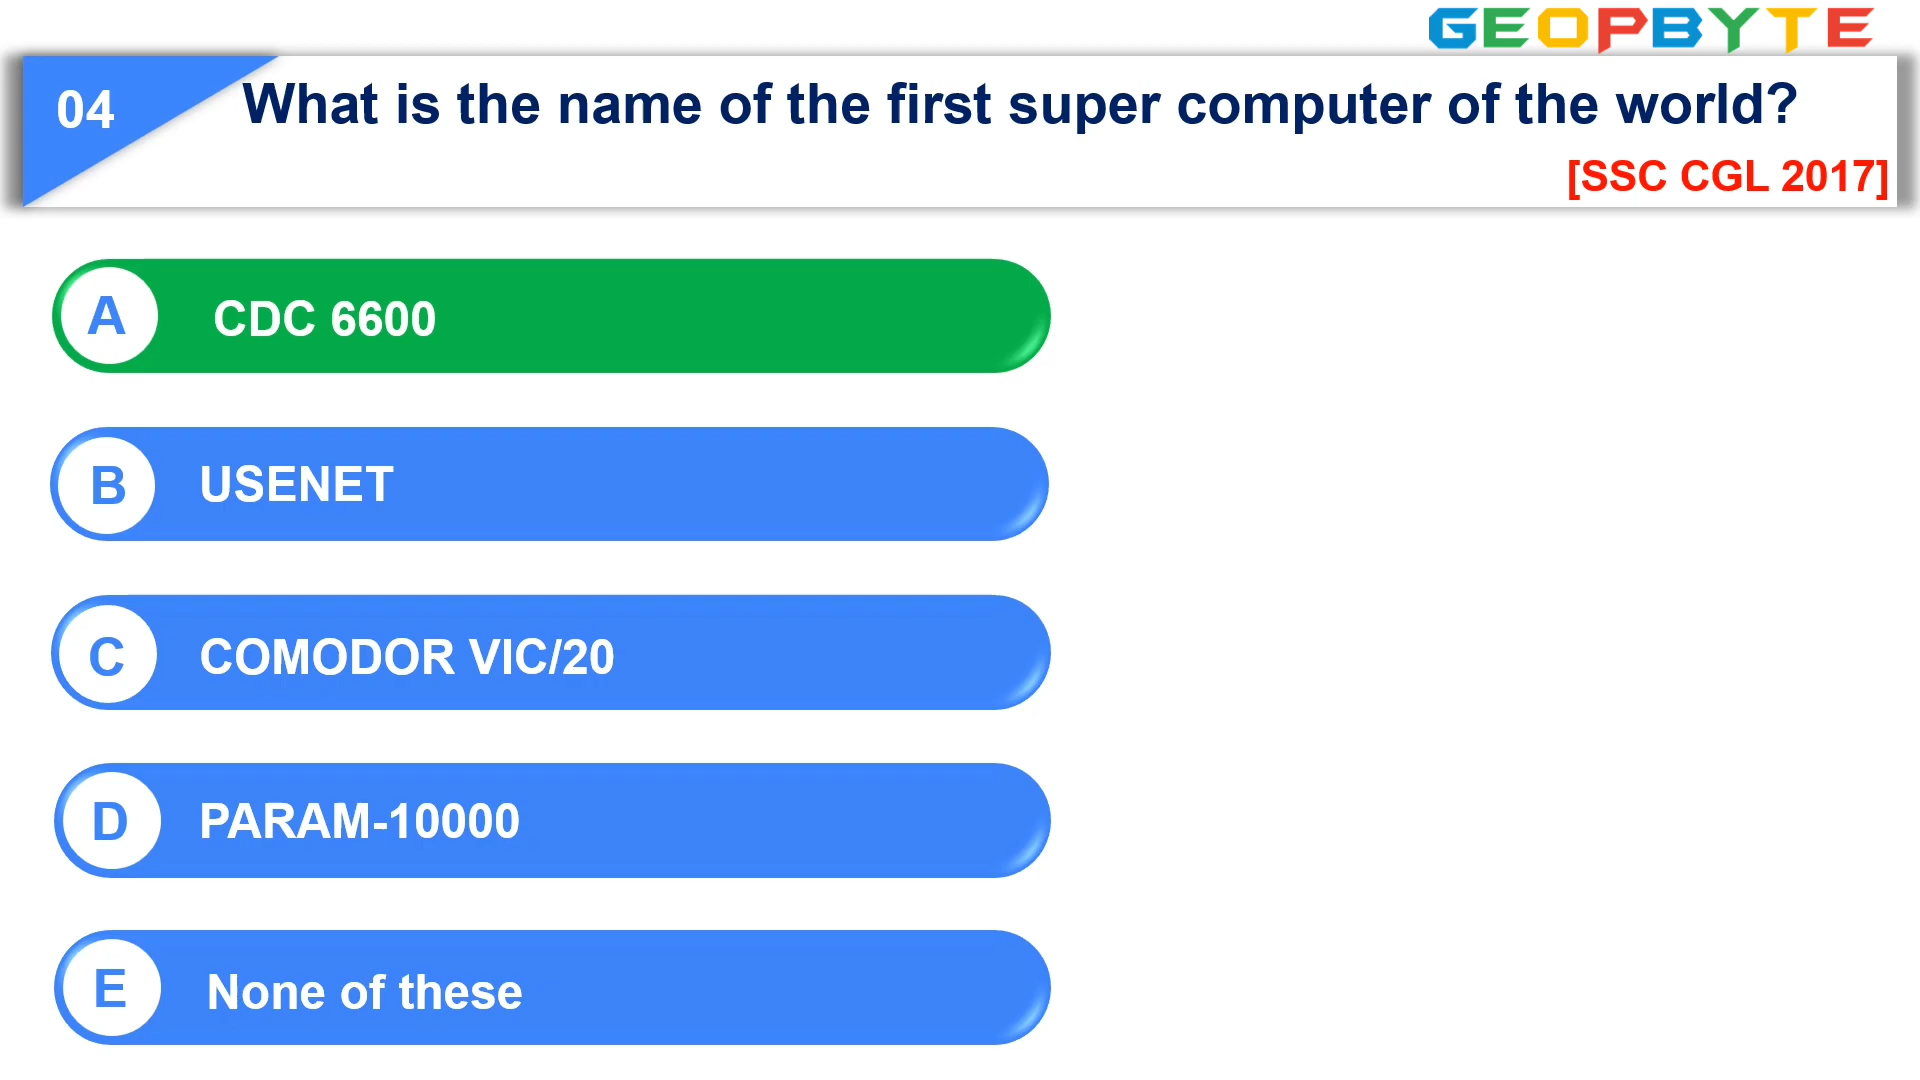 GEOPBYTE
04
What is the name of the first super computer of the world?
[SSC CGL 2017]
A CDC 6600
B USENET
C COMODOR VIC/20
D PARAM-10000
E None of these